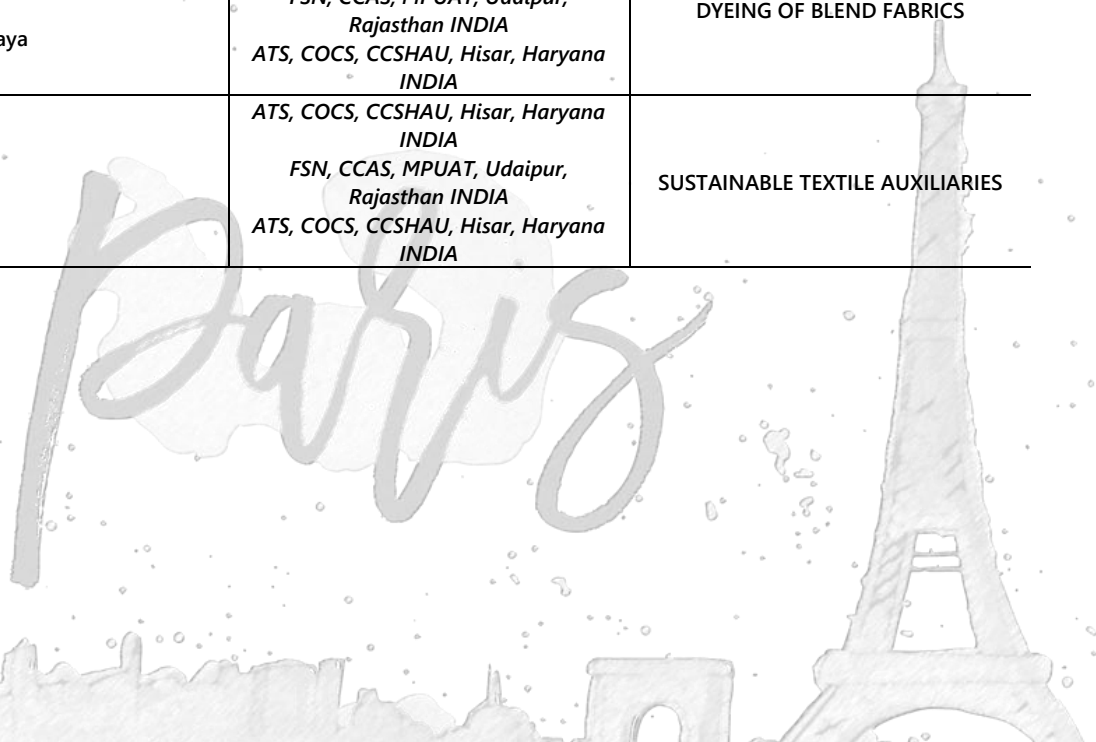 FSN, CCAS, MPUAT, Udaipur,
Rajasthan INDIA
ATS, COCS, CCSHAU, Hisar, Haryana
INDIA
DYEING OF BLEND FABRICS
aya
ATS, COCS, CCSHAU, Hisar, Haryana
INDIA
FSN, CCAS, MPUAT, Udaipur,
Rajasthan INDIA
ATS, COCS, CCSHAU, Hisar, Haryana
INDIA
SUSTAINABLE TEXTILE AUXILIARIES
Paris